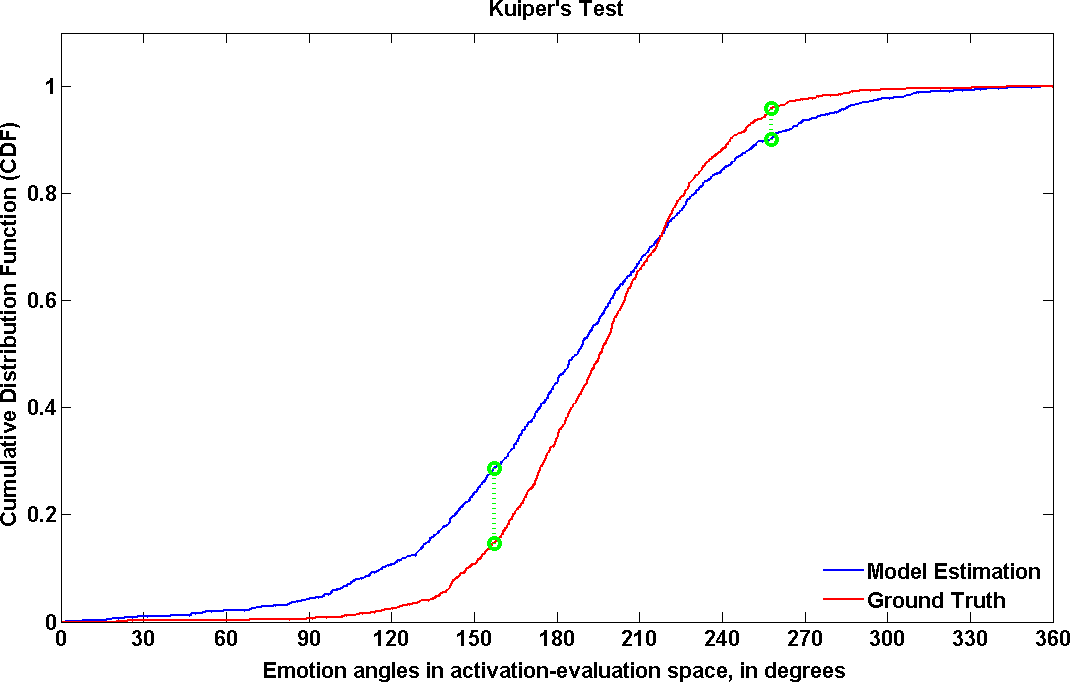 Kuiper's Test
Cumulative Distribution Function (CDF)
1
0.8
0.6
0.4
0.2
0
0 30 60 90 120 150 180 210 240 270 300 330 360
Emotion angles in activation-evaluation space, in degrees
Model Estimation
Ground Truth